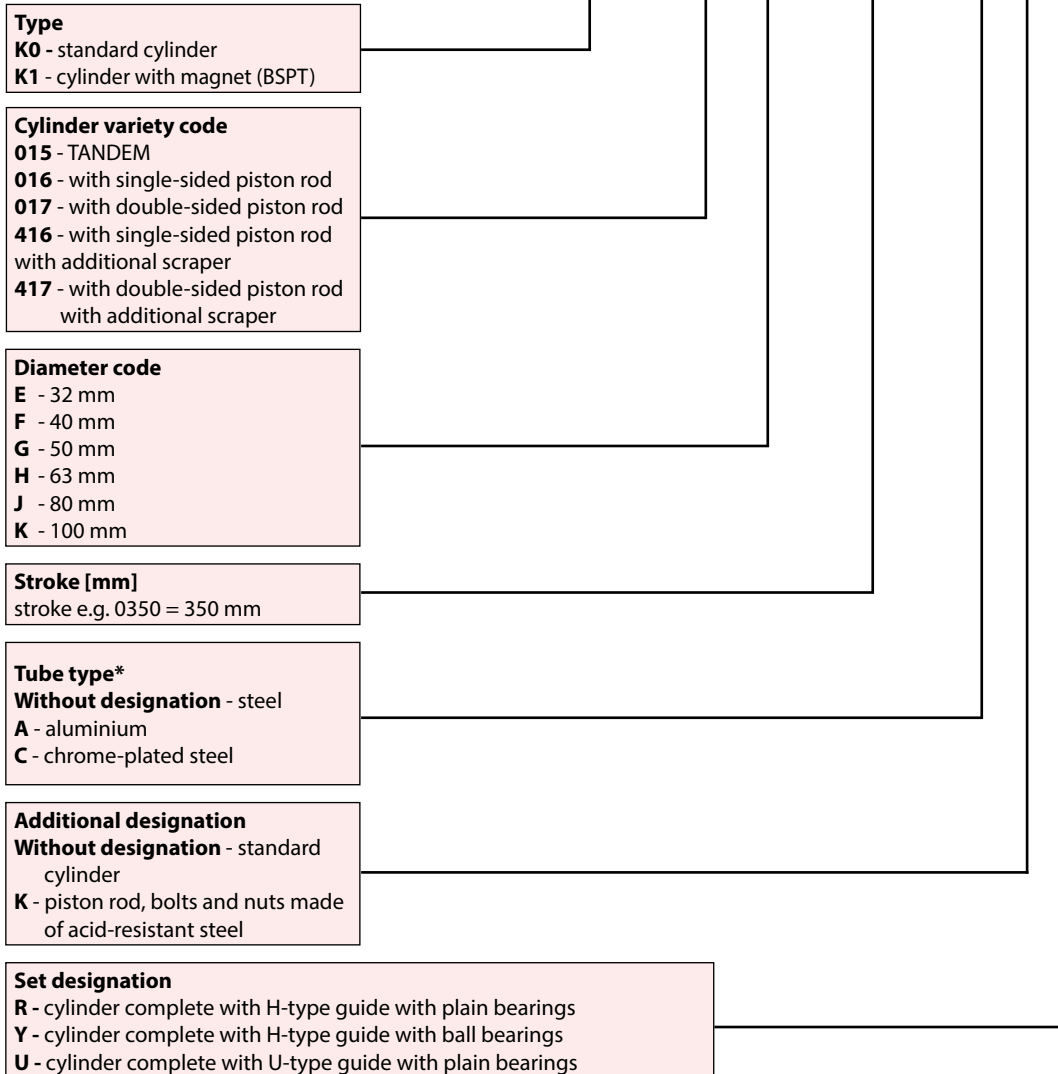 Type
K0 - standard cylinder
K1 - cylinder with magnet (BSPT)
Cylinder variety code
015 - TANDEM
016 - with single-sided piston rod
017 - with double-sided piston rod
416 - with single-sided piston rod
with additional scraper
417 - with double-sided piston rod
with additional scraper
Diameter code
E - 32 mm
F - 40 mm
G - 50 mm
H - 63 mm
J - 80 mm
K - 100 mm
Stroke [mm]
stroke e.g. 0350 = 350 mm
Tube type*
Without designation - steel
A - aluminium
C - chrome-plated steel
Additional designation
Without designation - standard
cylinder
K - piston rod, bolts and nuts made
of acid-resistant steel
Set designation
R - cylinder complete with H-type guide with plain bearings
Y - cylinder complete with H-type guide with ball bearings
U - cylinder complete with U-type guide with plain bearings